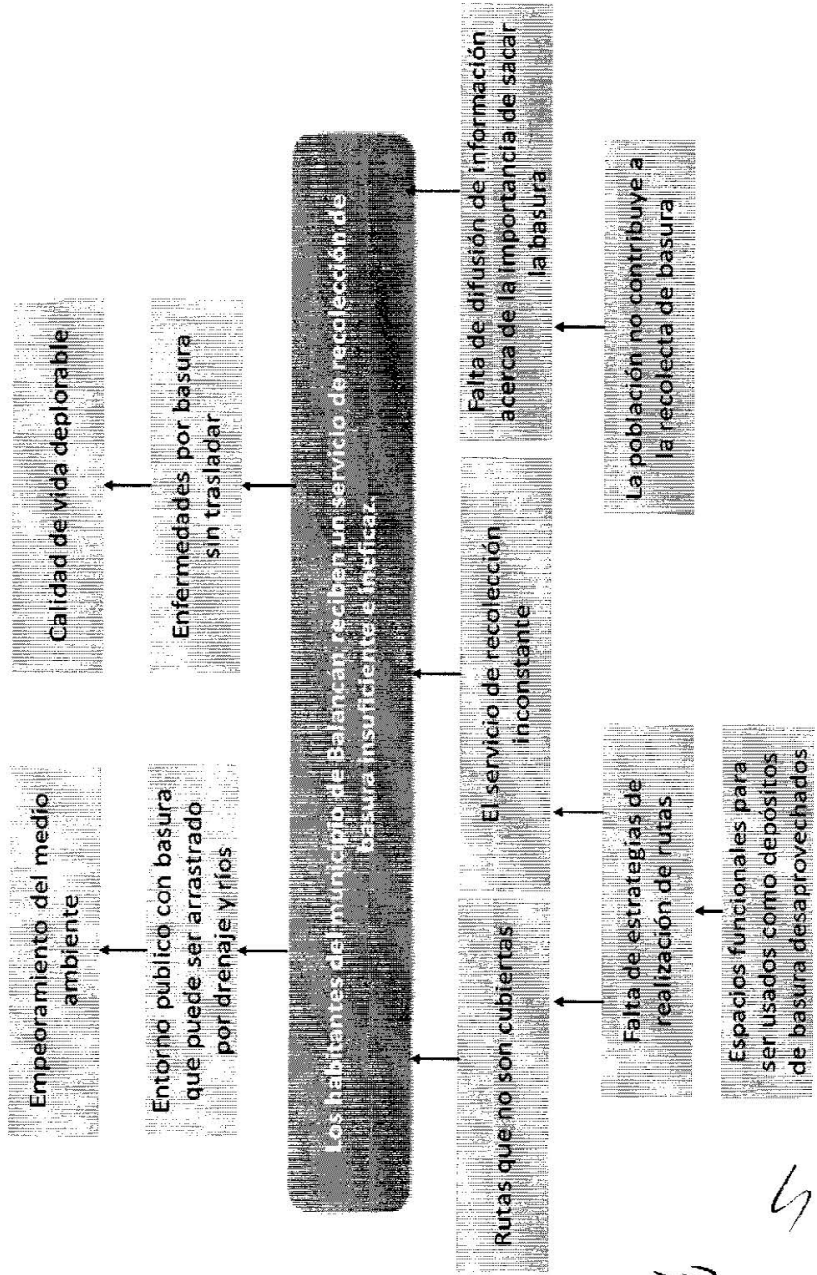 Empeoramiento del medio
ambiente
Calidad de vida deplorable
Entorno publico con basura
que puede ser arrastrado
por drenaje y ríos
Enfermedades por basura
sin trasladar
Los habitantes del municipio de Balancán reciben un servicio de recolección de
basura insuficiente e ineficaz.
Rutas que no son cubiertas
El servicio de recolección
inconstante
Falta de difusión de información
acerca de la importancia de sacar
la basura
Falta de estrategias de
realización de rutas
La población no contribuye a
la recolecta de basura
Espacios funcionales para
ser usados como depósitos
de basura desaprovechados